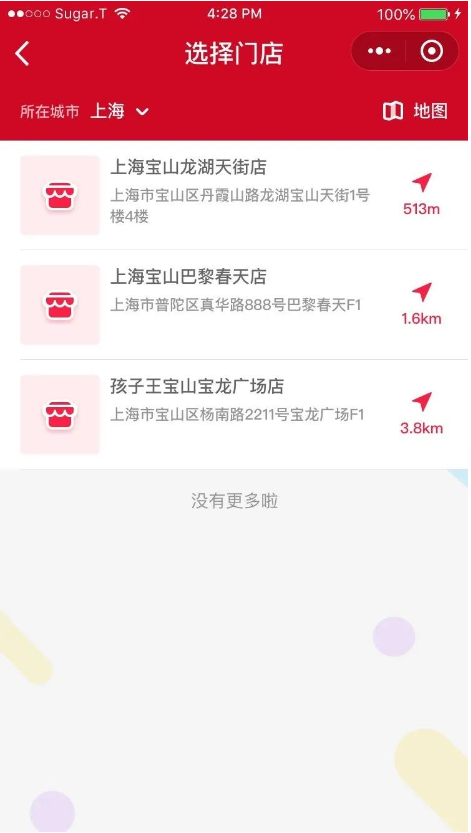 Sugar.T 4:28 PM 100%
选择门店
所在城市 上海 地图
上海宝山龙湖天街店
上海市宝山区丹霞山路龙湖宝山天街1号
楼4楼
513m
上海宝山巴黎春天店
上海市普陀区真华路888号巴黎春天F1
1.6km
孩子王宝山宝龙广场店
上海市宝山区杨南路2211号宝龙广场F1
3.8km
没有更多啦